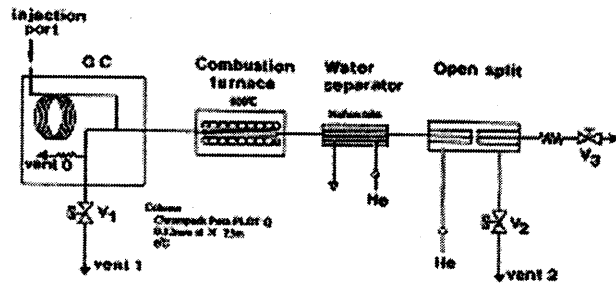 injection
port
GC
Combustion
furnace
Water
separator
Open split
vent 0
V1
vent 1
He
He
V2
vent 2
V3